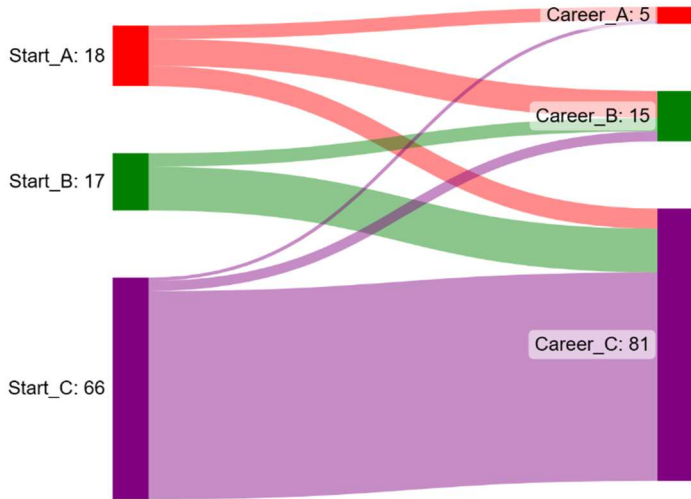 Start_A: 18
Start_B: 17
Start_C: 66
Career_A: 5
Career_B: 15
Career_C: 81